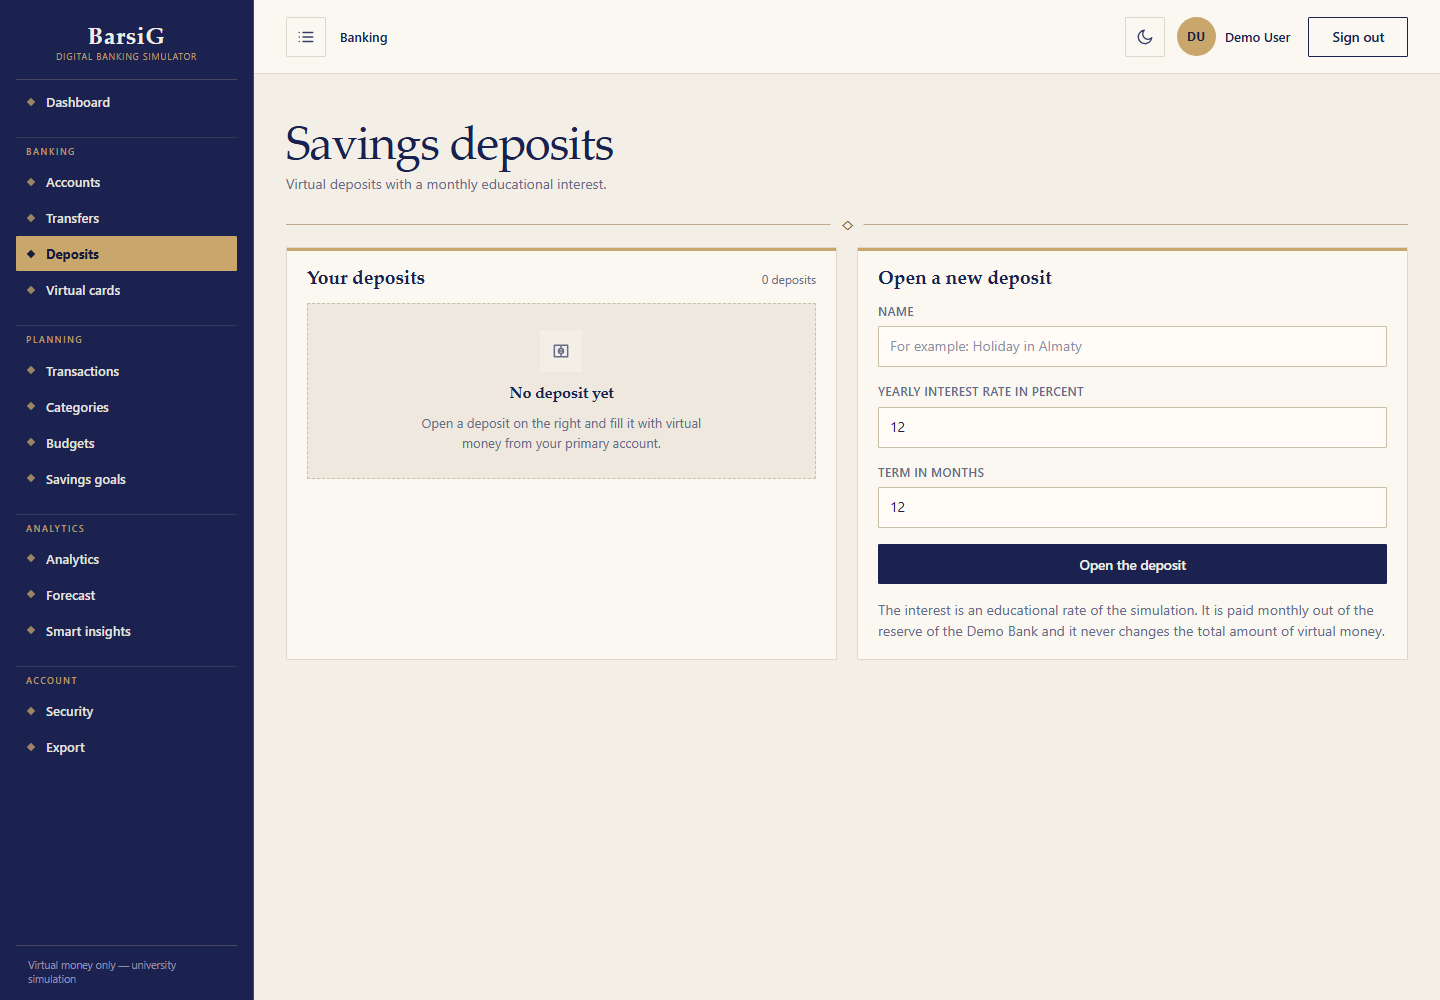 BarsiG
DIGITAL BANKING SIMULATOR
Dashboard
BANKING
Accounts
Transfers
Deposits
Virtual cards
PLANNING
Transactions
Categories
Budgets
Savings goals
ANALYTICS
Analytics
Forecast
Smart insights
ACCOUNT
Security
Export
Virtual money only — university
simulation
Banking
DU
Demo User
Sign out
Savings deposits
Virtual deposits with a monthly educational interest.
Your deposits
0 deposits
No deposit yet
Open a deposit on the right and fill it with virtual
money from your primary account.
Open a new deposit
NAME
For example: Holiday in Almaty
YEARLY INTEREST RATE IN PERCENT
12
TERM IN MONTHS
12
Open the deposit
The interest is an educational rate of the simulation. It is paid monthly out of the
reserve of the Demo Bank and it never changes the total amount of virtual money.